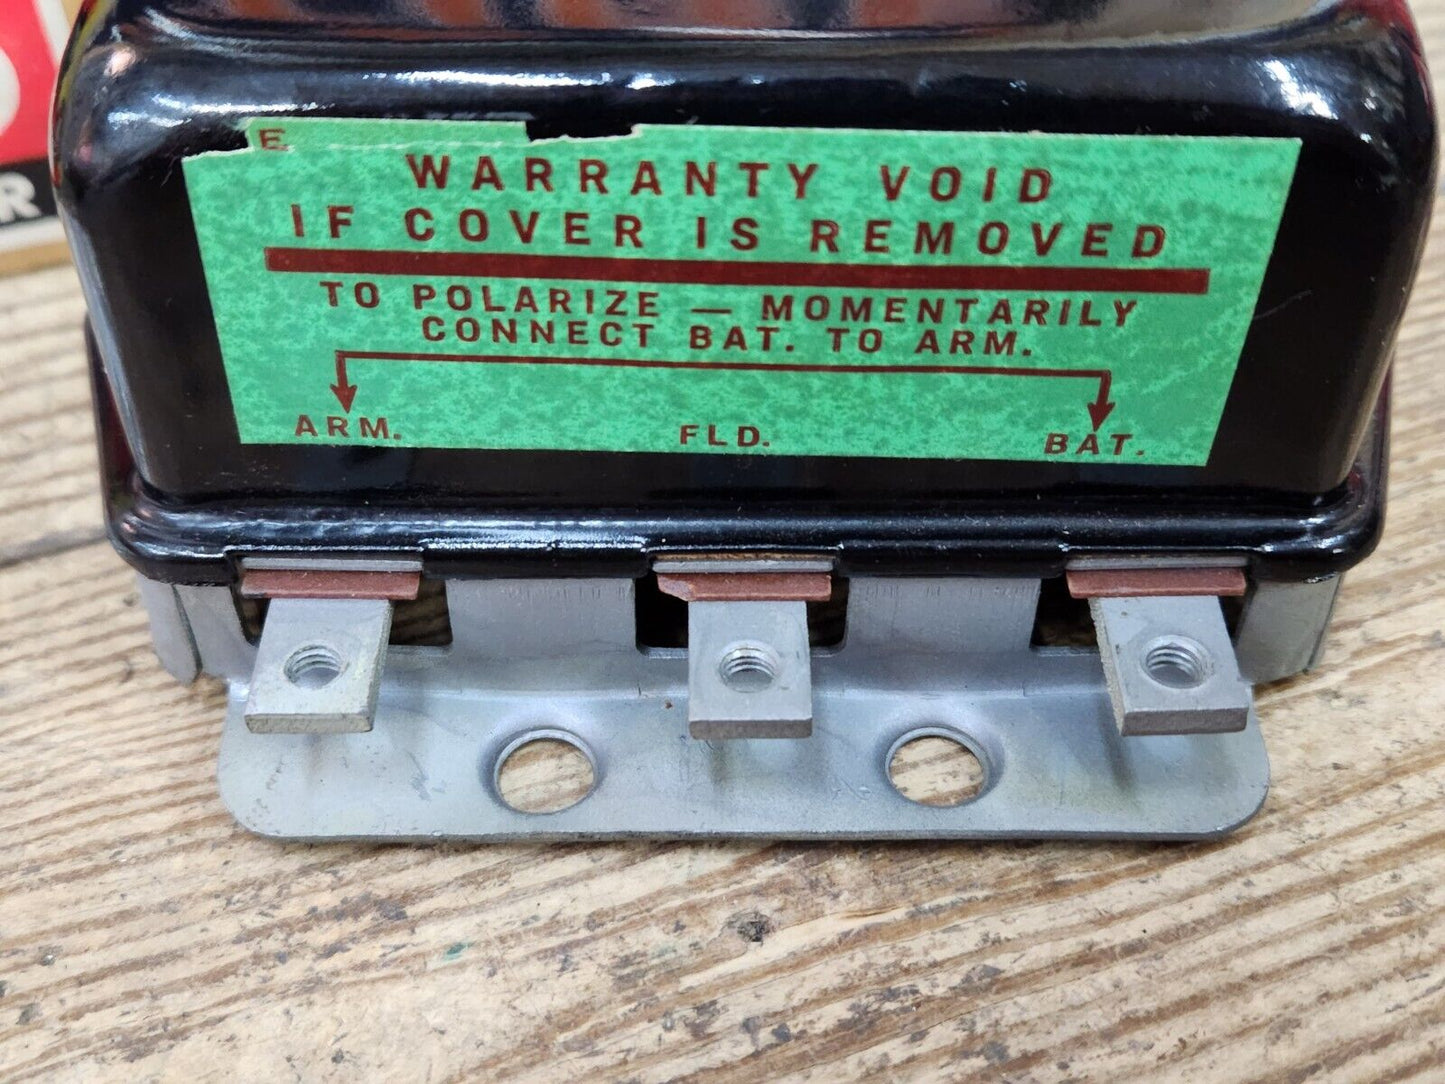 E
WARRANTY VOID
IF COVER IS REMOVED
TO POLARIZE — MOMENTARILY
CONNECT BAT. TO ARM.
ARM. FLD. BAT.
R